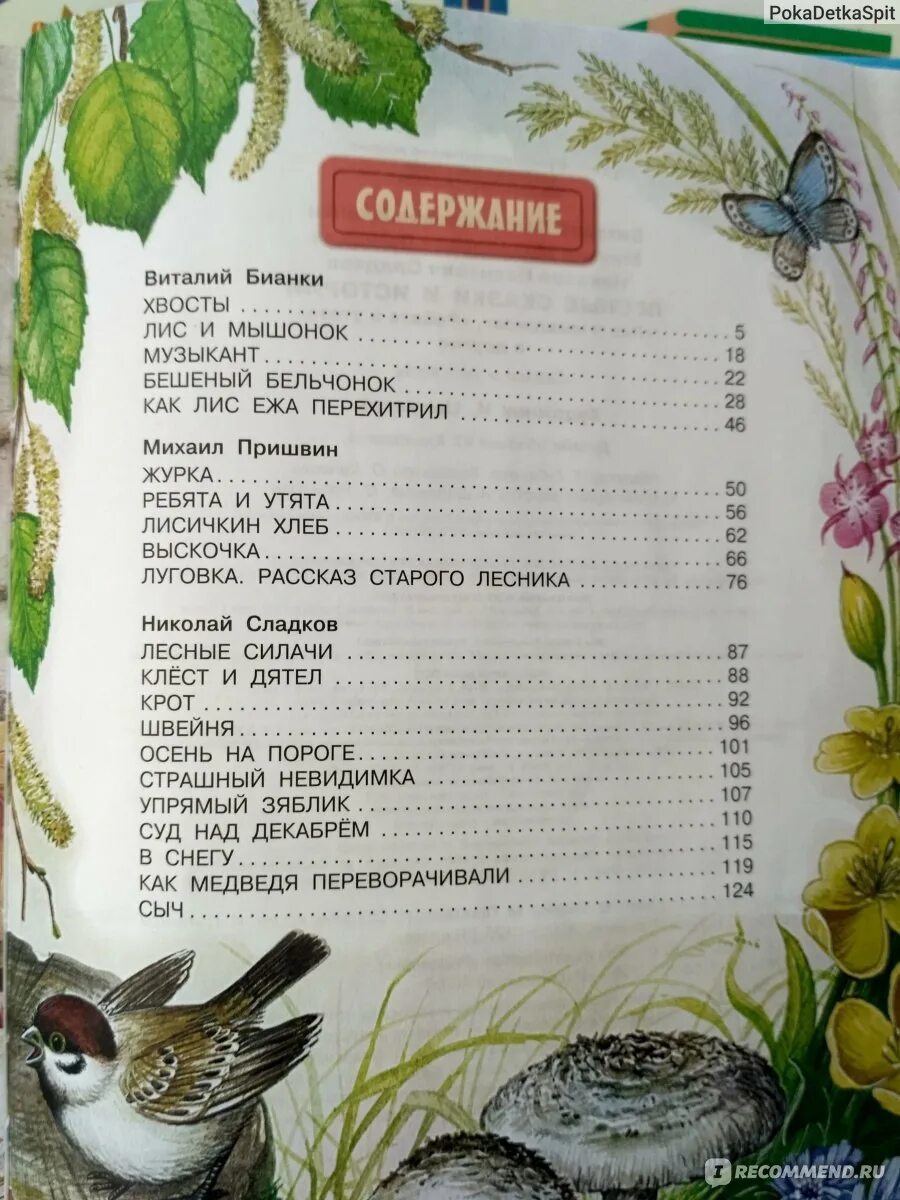 PokaDetkaSpit
СОДЕРЖАНИЕ
Виталий Бианки
ХВОСТЫ ........................ 5
ЛИС И МЫШОНОК ........................ 18
МУЗЫКАНТ ........................ 22
БЕШЕНЫЙ БЕЛЬЧОНОК ........................ 28
КАК ЛИС ЕЖА ПЕРЕХИТРИЛ ........................ 46
Михаил Пришвин
ЖУРКА ........................ 50
РЕБЯТА И УТЯТА ........................ 56
ЛИСИЧКИН ХЛЕБ ........................ 62
ВЫСКОЧКА ........................ 66
ЛУГОВКА. РАССКАЗ СТАРОГО ЛЕСНИКА ............ 76
Николай Сладков
ЛЕСНЫЕ СИЛАЧИ ........................ 87
КЛЁСТ И ДЯТЕЛ ........................ 88
КРОТ ........................ 92
ШВЕЙНЯ ........................ 96
ОСЕНЬ НА ПОРОГЕ ........................ 101
СТРАШНЫЙ НЕВИДИМКА ........................ 105
УПРЯМЫЙ ЗЯБЛИК ........................ 107
СУД НАД ДЕКАБРЁМ ........................ 110
В СНЕГУ ........................ 115
КАК МЕДВЕДЯ ПЕРЕВОРАЧИВАЛИ ................ 119
СЫЧ ........................ 124
I RECOMMEND.RU